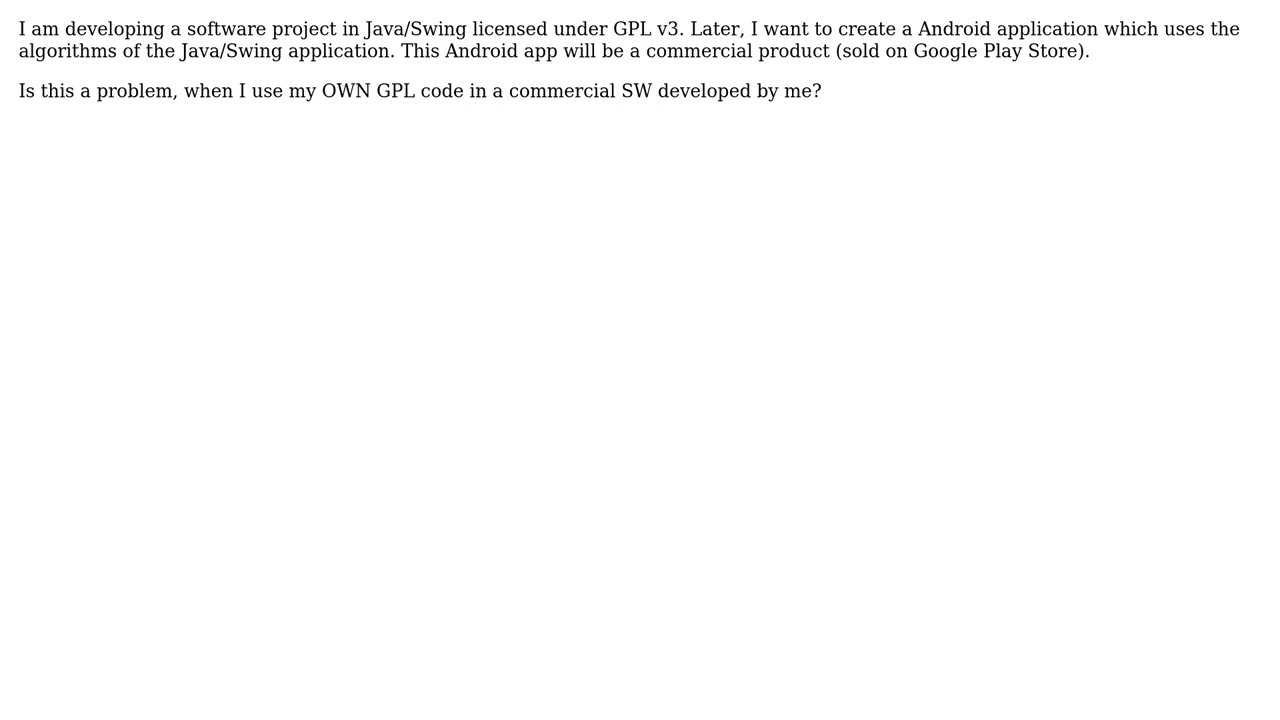 I am developing a software project in Java/Swing licensed under GPL v3. Later, I want to create a Android application which uses the
algorithms of the Java/Swing application. This Android app will be a commercial product (sold on Google Play Store).
Is this a problem, when I use my OWN GPL code in a commercial SW developed by me?